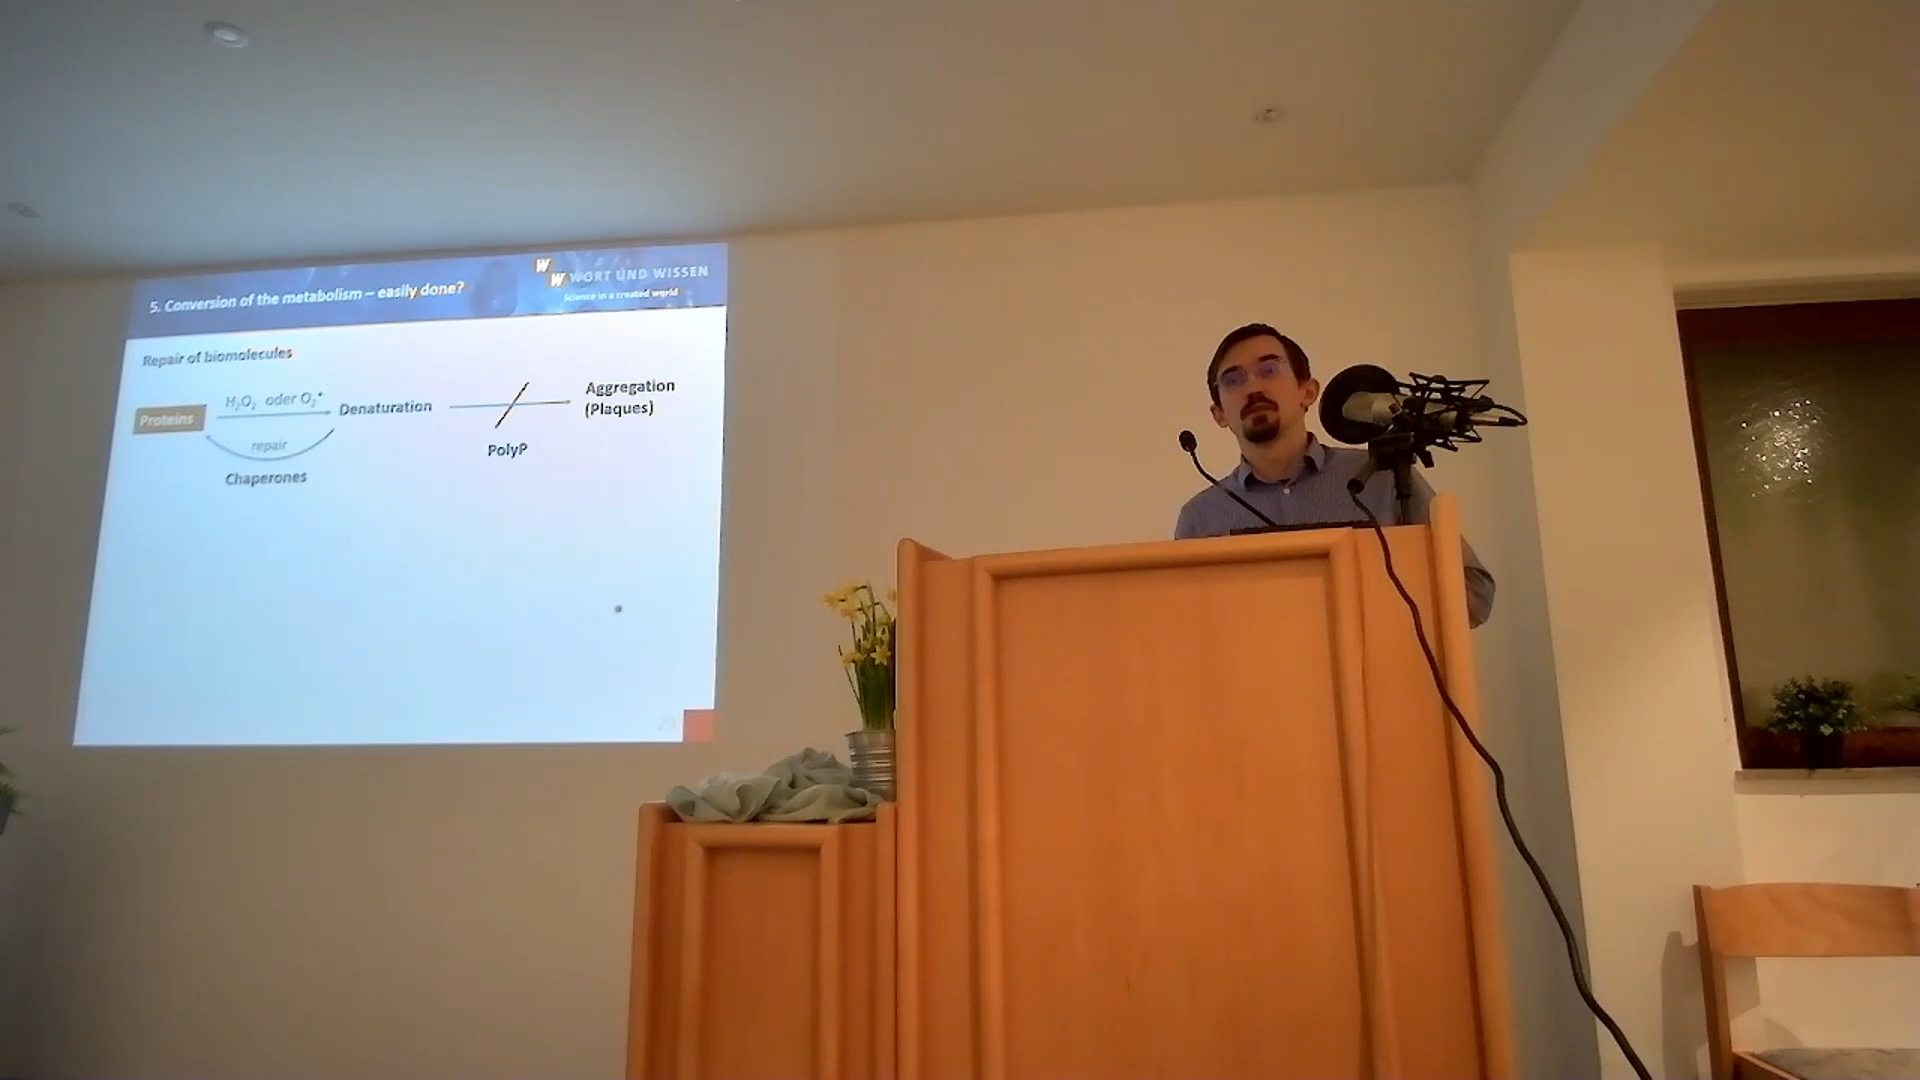 5. Conversion of the metabolism – easily done?
W
W WORT UND WISSEN
Science in a created world
Repair of biomolecules
Proteins
H₂O₂ oder O₂•
Denaturation
Aggregation
(Plaques)
repair
PolyP
Chaperones